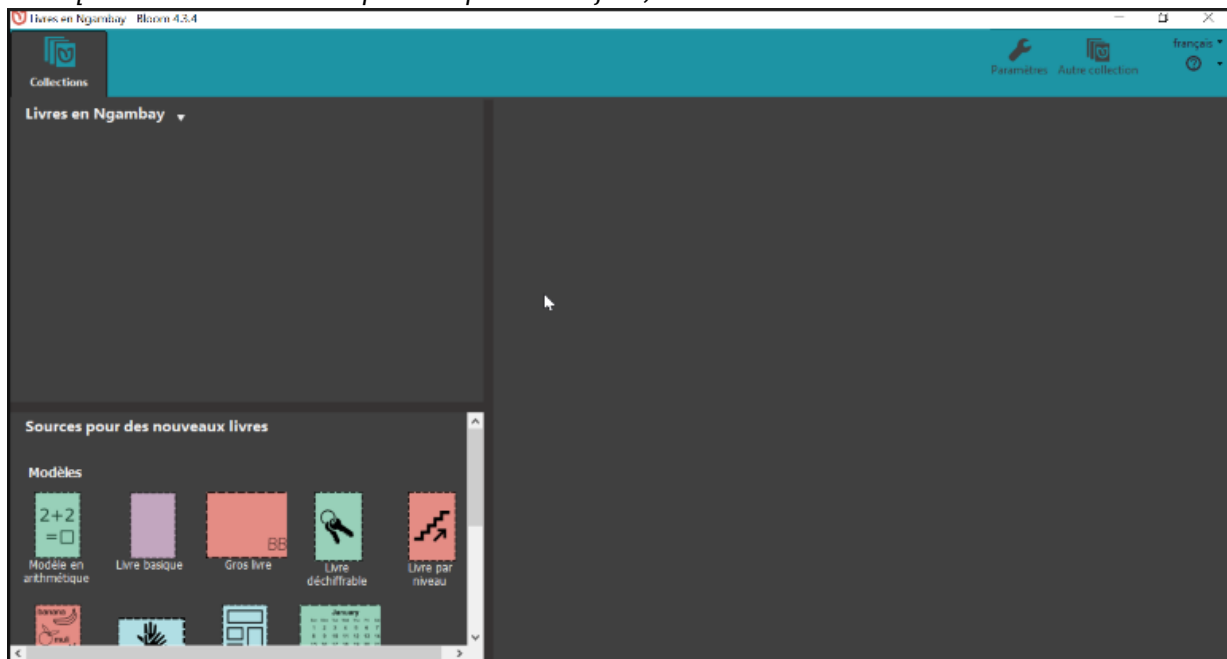 Livres en Ngambay - Bloom 4.3.4
Collections
Paramètres
Autre collection
français
Livres en Ngambay
Sources pour des nouveaux livres
Modèles
2+2
=□
BB
Modèle en
arithmétique
Livre basique
Gros livre
Livre
déchiffrable
Livre par
niveau
banana
January